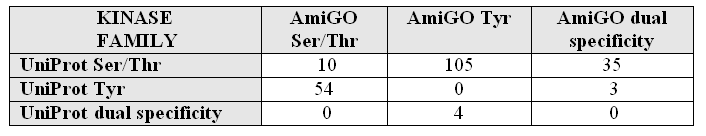 KINASE FAMILY AmiGO Ser/Thr AmiGO Tyr AmiGO dual specificity
UniProt Ser/Thr 10 105 35
UniProt Tyr 54 0 3
UniProt dual specificity 0 4 0